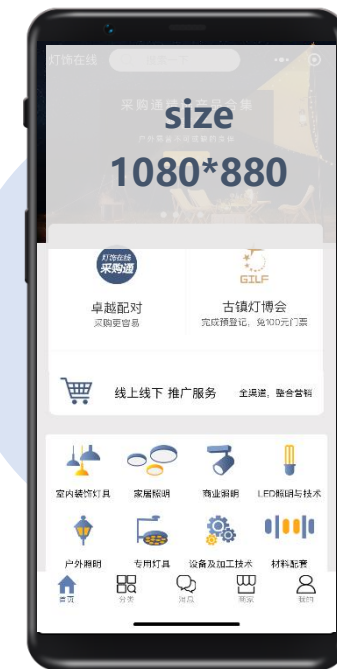 灯饰在线
size
1080*880
灯饰在线
采购通
GILF
卓越配对
采购更容易
古镇灯博会
完成预登记，免100元门票
线上线下 推广服务 全渠道，整合营销
室内装饰灯具 家居照明 商业照明 LED照明与技术
户外照明 专用灯具 设备及加工技术 材料配套
首页 分类 消息 商家 我的